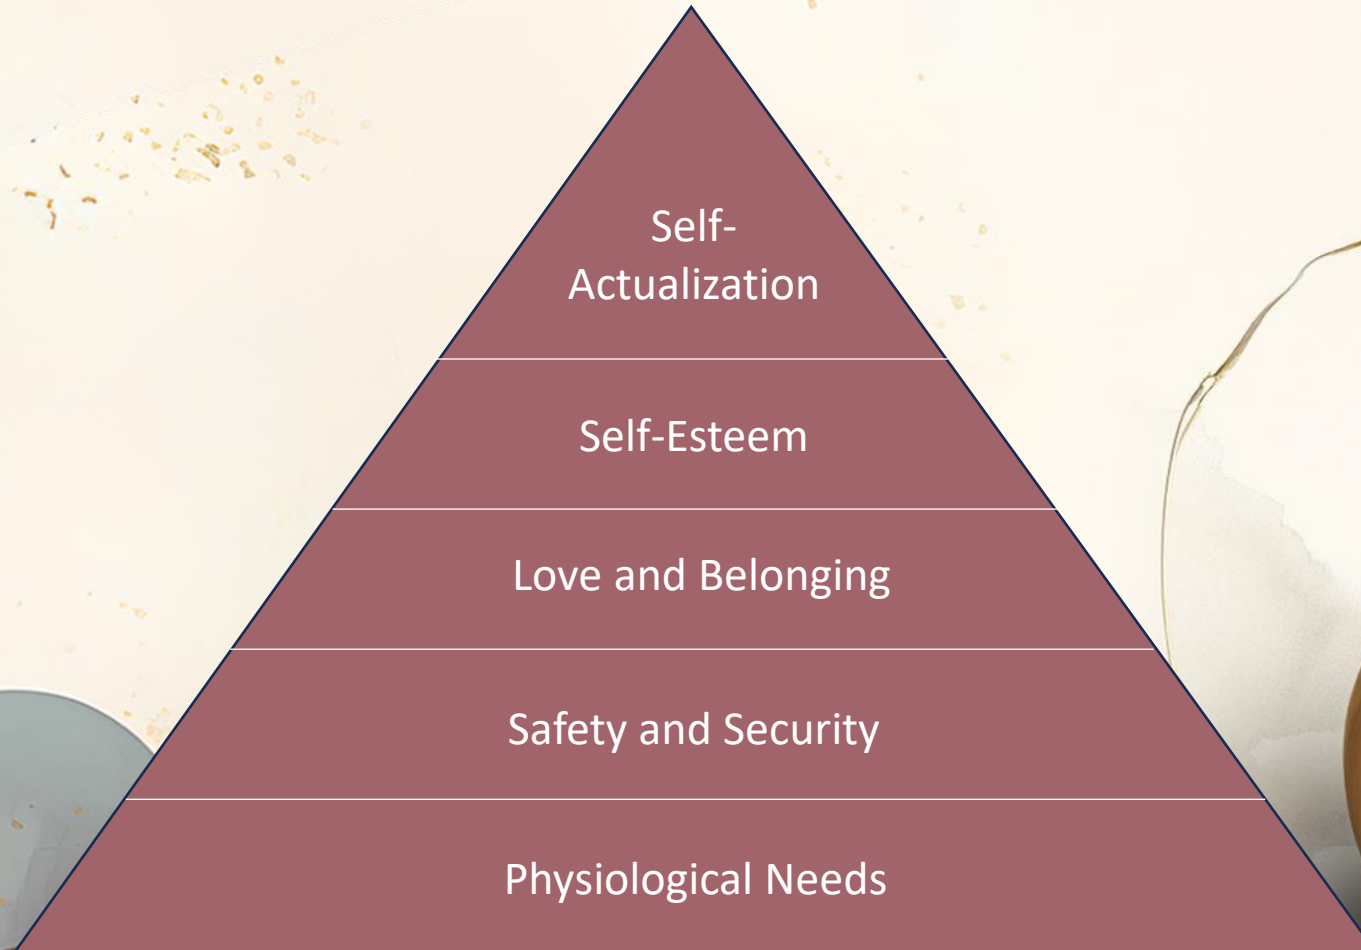 Self-
Actualization
Self-Esteem
Love and Belonging
Safety and Security
Physiological Needs